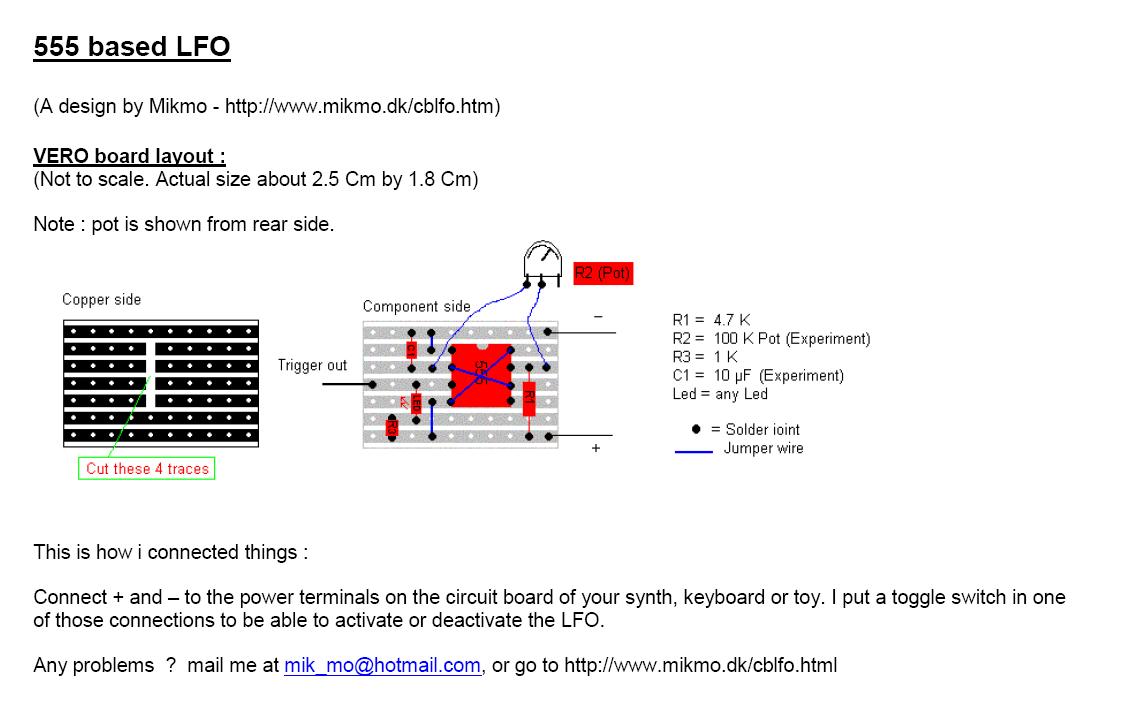 555 based LFO
(A design by Mikmo - http://www.mikmo.dk/cblfo.htm)
VERO board layout :
(Not to scale. Actual size about 2.5 Cm by 1.8 Cm)
Note : pot is shown from rear side.
R2 (Pot)
Copper side
Component side
−
Trigger out
C1
555
LED
R1
R3
+
Cut these 4 traces
R1 = 4.7 K
R2 = 100 K Pot (Experiment)
R3 = 1 K
C1 = 10 µF (Experiment)
Led = any Led
= Solder ioint
Jumper wire
This is how i connected things :
Connect + and – to the power terminals on the circuit board of your synth, keyboard or toy. I put a toggle switch in one
of those connections to be able to activate or deactivate the LFO.
Any problems ? mail me at mik_mo@hotmail.com, or go to http://www.mikmo.dk/cblfo.html